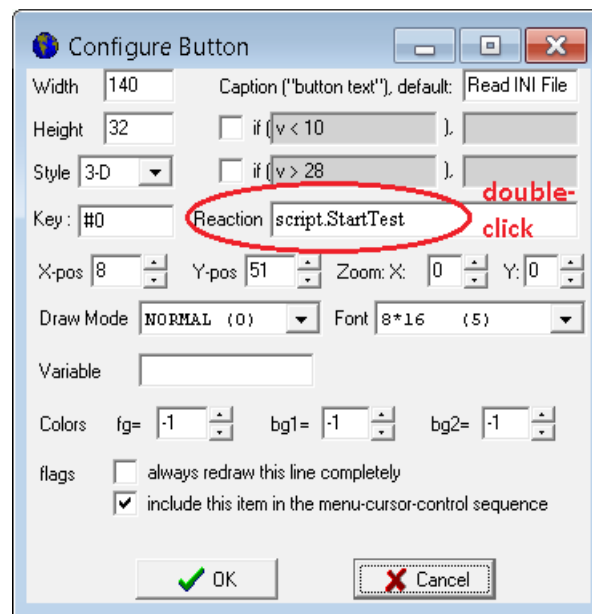 Configure Button
Width 140 Caption ("button text"), default: Read INI File
Height 32 if ( v < 10 ),
Style 3-D if ( v > 28 ),
double-
Key : #0 Reaction script.StartTest click
X-pos 8 Y-pos 51 Zoom: X: 0 Y: 0
Draw Mode NORMAL (0) Font 8*16 (5)
Variable
Colors fg= -1 bg1= -1 bg2= -1
flags always redraw this line completely
include this item in the menu-cursor-control sequence
OK Cancel